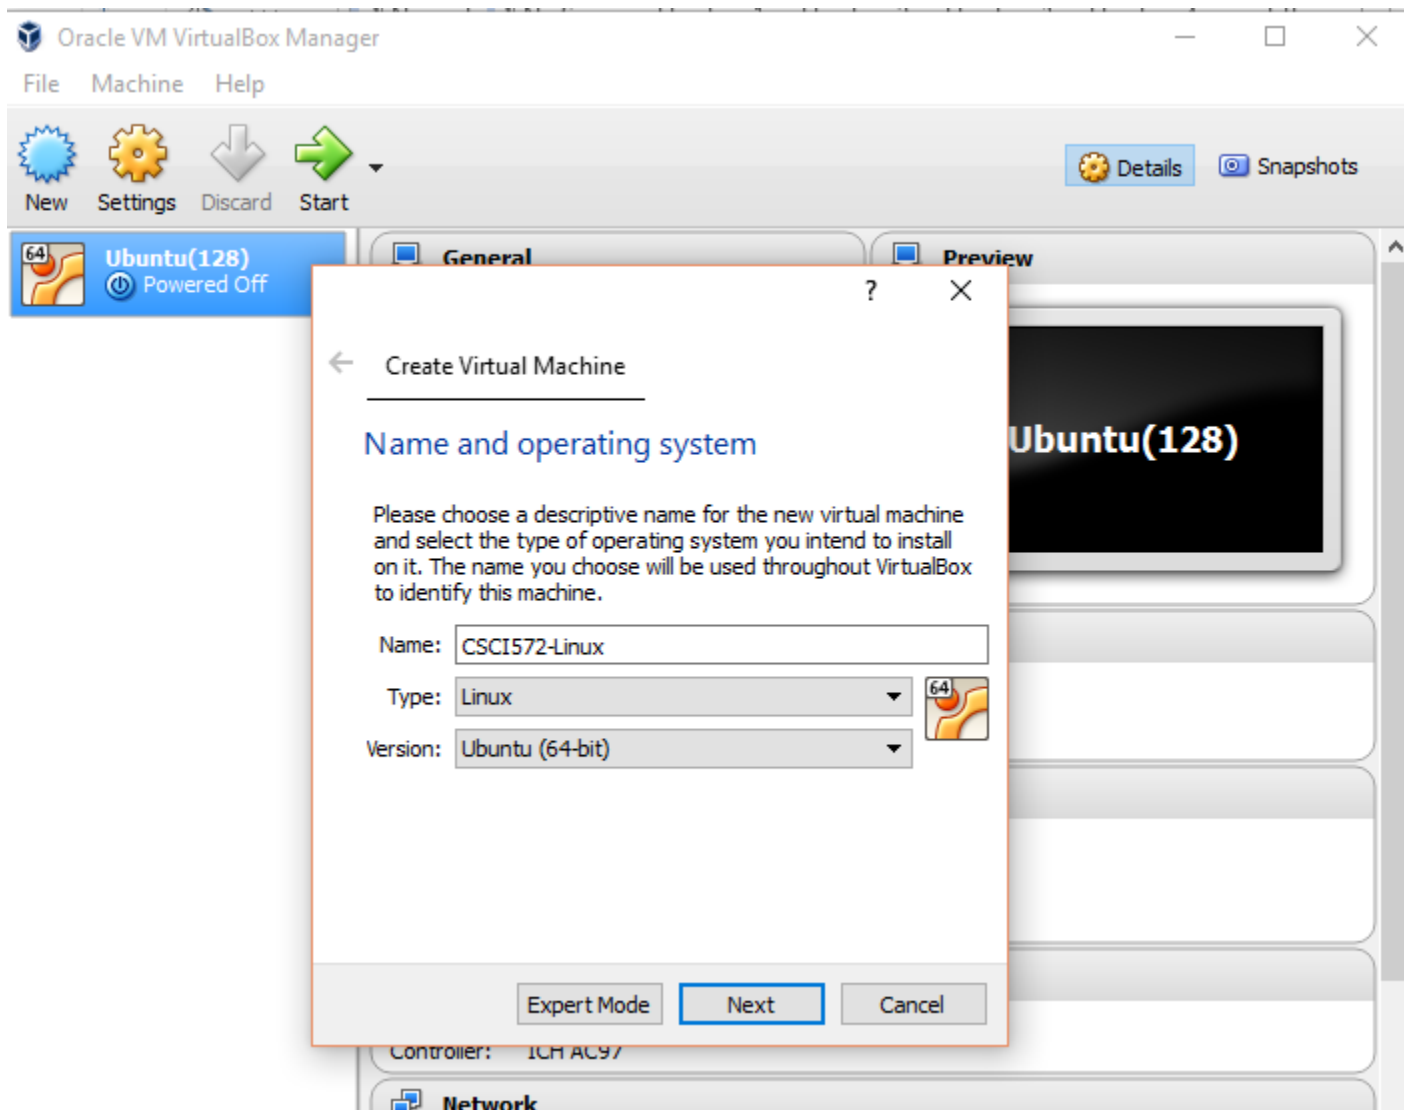 Oracle VM VirtualBox Manager
File Machine Help
New Settings Discard Start
Details Snapshots
64
Ubuntu(128)
Powered Off
General
Preview
Ubuntu(128)
?
Create Virtual Machine
Name and operating system
Please choose a descriptive name for the new virtual machine
and select the type of operating system you intend to install
on it. The name you choose will be used throughout VirtualBox
to identify this machine.
Name: CSCI572-Linux
Type: Linux
64
Version: Ubuntu (64-bit)
Expert Mode Next Cancel
Controller: ICH AC97
Network